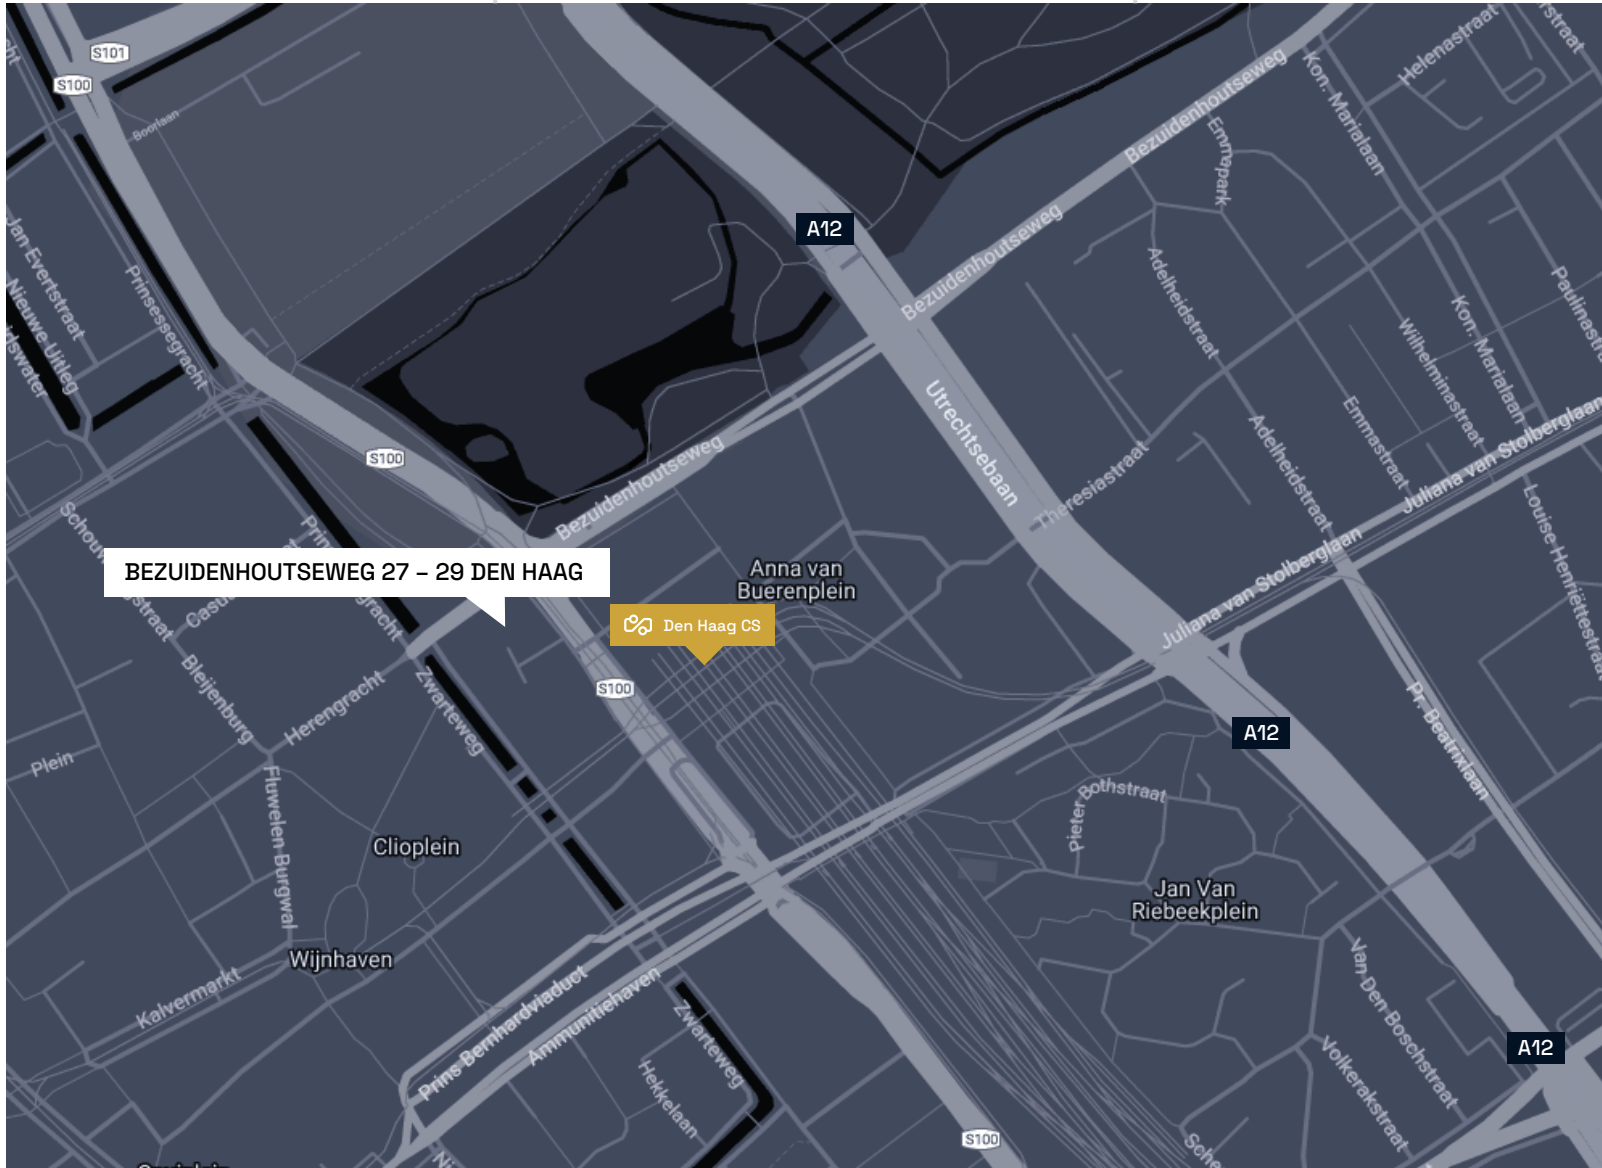 S101
S100
Boorlaan
Helenastraat
Kon. Marialaan
Bezuidenhoutseweg
Emmapark
A12
Bezuidenhoutseweg
Jan Evertstraat
Nieuwe Uitleg
Prinsessegracht
Adelheidstraat
Paulinastra
Kon. Marialaan
Wilhelminastraat
Emmastraat
Utrechtsebaan
Adelheidstraat
Juliana van Stolberglaan
Theresiastraat
S100
Bezuidenhoutseweg
Louise Henriëttestraat
BEZUIDENHOUTSEWEG 27 – 29 DEN HAAG
Anna van
Buerenplein
Den Haag CS
Juliana van Stolberglaan
Bleijenburg
Herengracht
Zwarteweg
S100
Pr. Beatrixlaan
A12
Plein
Fluwelen Burgwal
Clioplein
Pieter Bothstraat
Jan Van
Riebeekplein
Wijnhaven
Kalvermarkt
Prins Bernhardviaduct
Ammunitiehaven
Zwarteweg
Hekkelaan
Van Den Boschstraat
Volkerakstraat
A12
S100